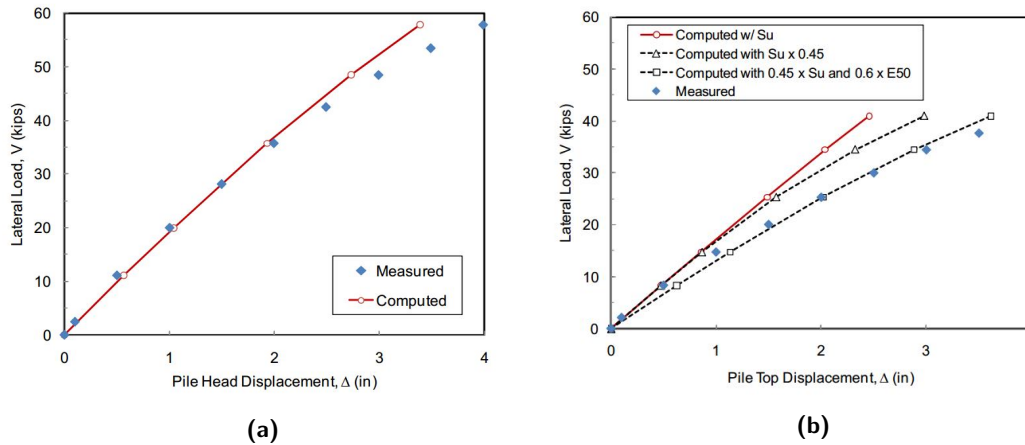 60
50
40
30
20
10
0
Lateral Load, V (kips)
Measured
Computed
0 1 2 3 4
Pile Head Displacement, Δ (in)
(a)
60
50
40
30
20
10
0
Lateral Load, V (kips)
Computed w/ Su
Computed with Su x 0.45
Computed with 0.45 x Su and 0.6 x E50
Measured
0 1 2 3
Pile Top Displacement, Δ (in)
(b)